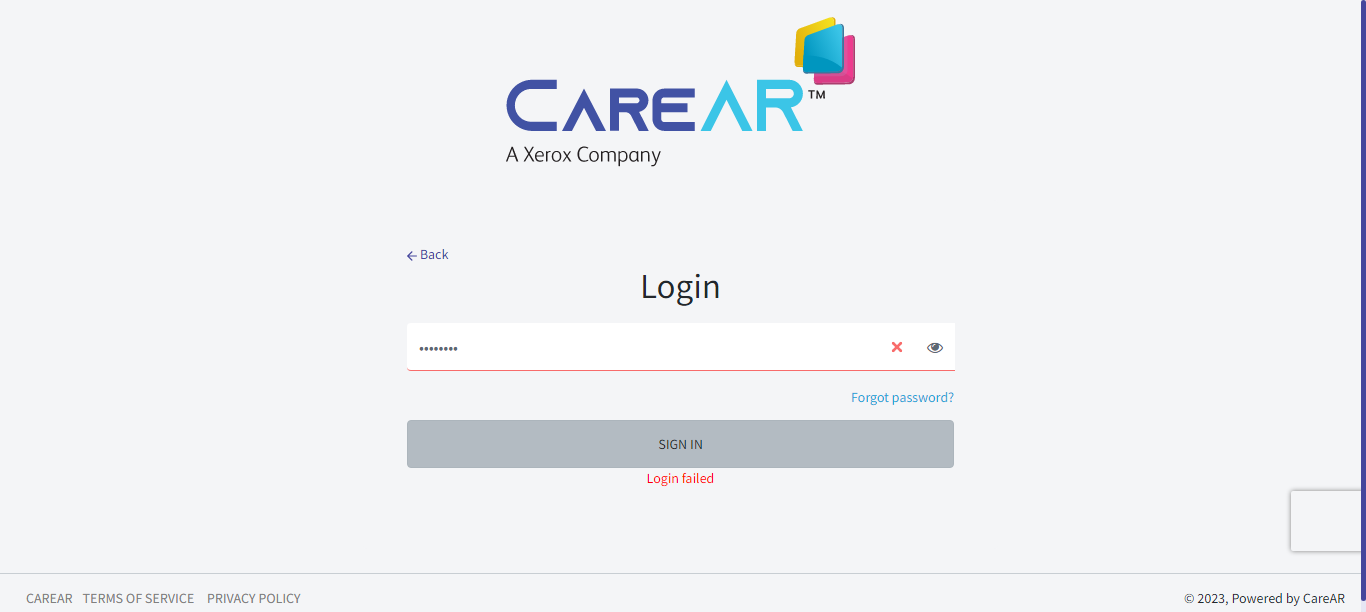 CAREAR™
A Xerox Company
Back
Login
••••••••
Forgot password?
SIGN IN
Login failed
CAREAR TERMS OF SERVICE PRIVACY POLICY © 2023, Powered by CareAR